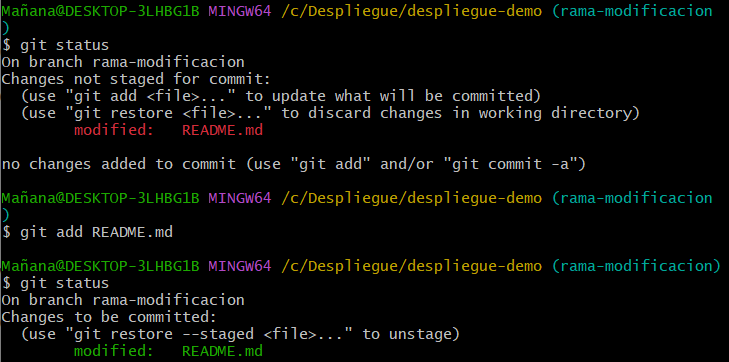 Mañana@DESKTOP-3LHBG1B MINGW64 /c/Despliegue/despliegue-demo (rama-modificacion
)
$ git status
On branch rama-modificacion
Changes not staged for commit:
  (use "git add <file>..." to update what will be committed)
  (use "git restore <file>..." to discard changes in working directory)
        modified:   README.md

no changes added to commit (use "git add" and/or "git commit -a")

Mañana@DESKTOP-3LHBG1B MINGW64 /c/Despliegue/despliegue-demo (rama-modificacion
)
$ git add README.md

Mañana@DESKTOP-3LHBG1B MINGW64 /c/Despliegue/despliegue-demo (rama-modificacion)
$ git status
On branch rama-modificacion
Changes to be committed:
  (use "git restore --staged <file>..." to unstage)
        modified:   README.md